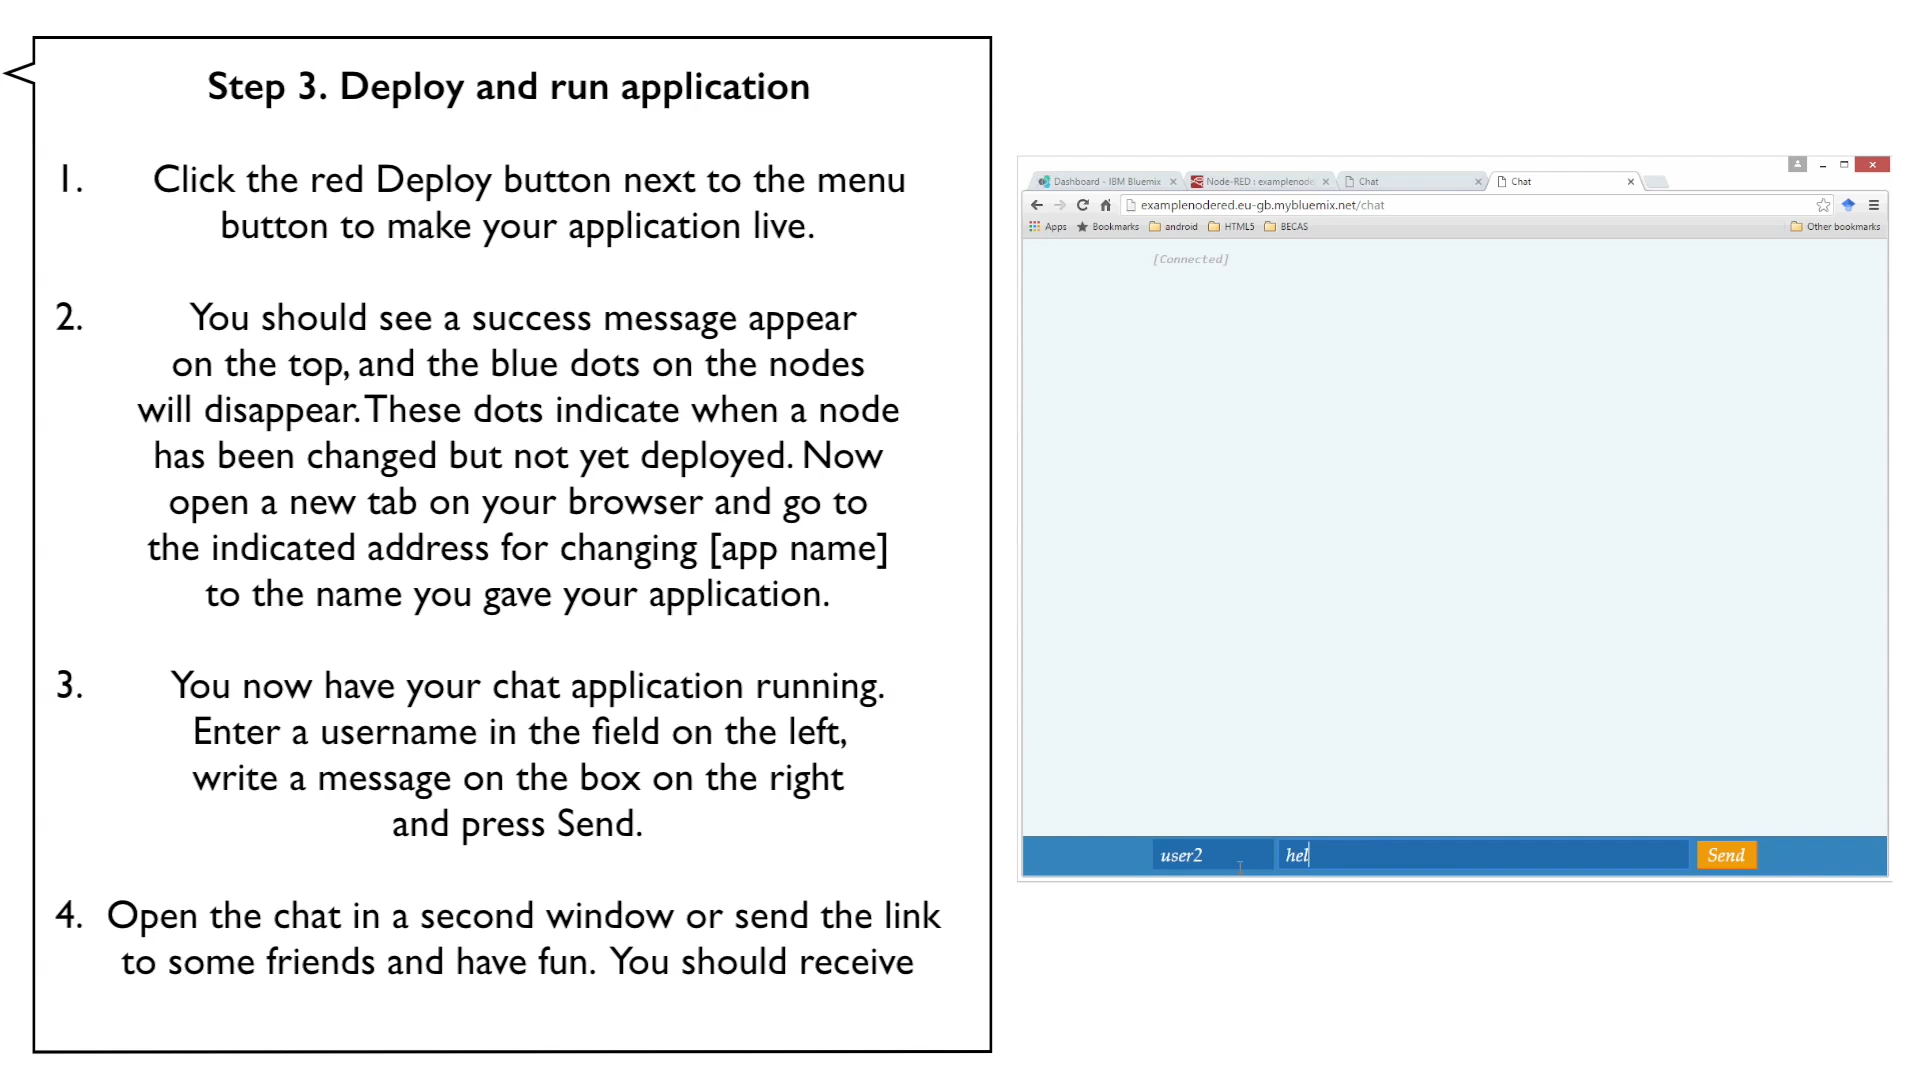 Step 3. Deploy and run application
1. Click the red Deploy button next to the menu
button to make your application live.
2. You should see a success message appear
on the top, and the blue dots on the nodes
will disappear. These dots indicate when a node
has been changed but not yet deployed. Now
open a new tab on your browser and go to
the indicated address for changing [app name]
to the name you gave your application.
3. You now have your chat application running.
Enter a username in the field on the left,
write a message on the box on the right
and press Send.
4. Open the chat in a second window or send the link
to some friends and have fun. You should receive
Dashboard - IBM Bluemix Node-RED : examplenode Chat Chat
examplenodered.eu-gb.mybluemix.net/chat
Apps Bookmarks android HTML5 BECAS Other bookmarks
[Connected]
user2 hel Send